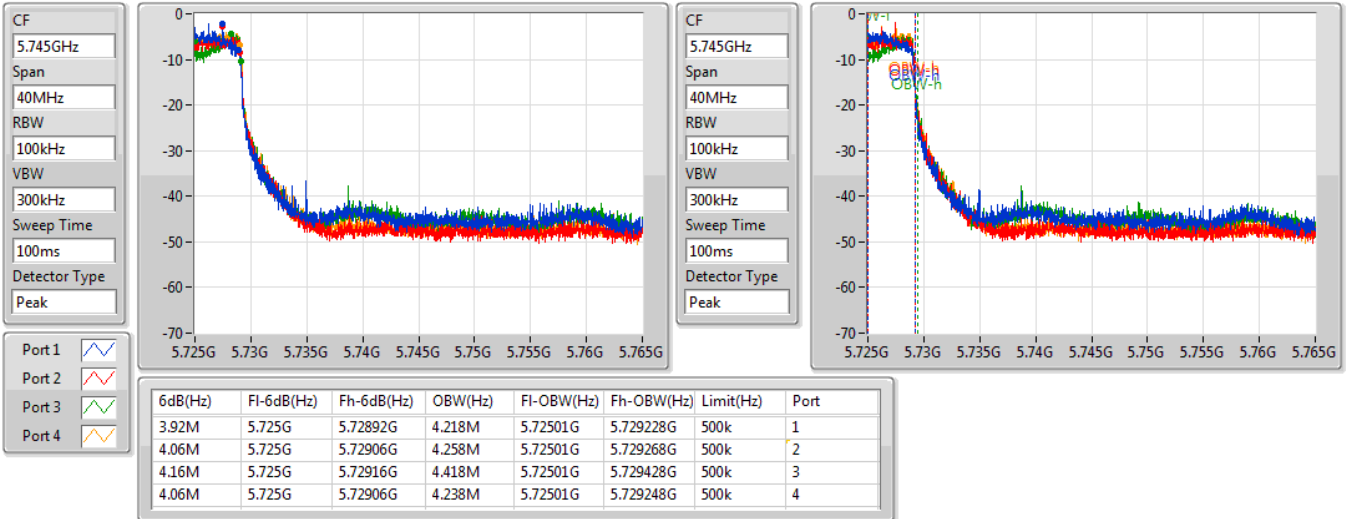 CF
5.745GHz
Span
40MHz
RBW
100kHz
VBW
300kHz
Sweep Time
100ms
Detector Type
Peak
0
-10
-20
-30
-40
-50
-60
-70
5.725G 5.73G 5.735G 5.74G 5.745G 5.75G 5.755G 5.76G 5.765G
CF
5.745GHz
Span
40MHz
RBW
100kHz
VBW
300kHz
Sweep Time
100ms
Detector Type
Peak
0
-10
-20
-30
-40
-50
-60
-70
OBW-h
OBW-h
OBW-h
5.725G 5.73G 5.735G 5.74G 5.745G 5.75G 5.755G 5.76G 5.765G
Port 1
Port 2
Port 3
Port 4
6dB(Hz) Fl-6dB(Hz) Fh-6dB(Hz) OBW(Hz) Fl-OBW(Hz) Fh-OBW(Hz) Limit(Hz) Port
3.92M 5.725G 5.72892G 4.218M 5.72501G 5.729228G 500k 1
4.06M 5.725G 5.72906G 4.258M 5.72501G 5.729268G 500k 2
4.16M 5.725G 5.72916G 4.418M 5.72501G 5.729428G 500k 3
4.06M 5.725G 5.72906G 4.238M 5.72501G 5.729248G 500k 4